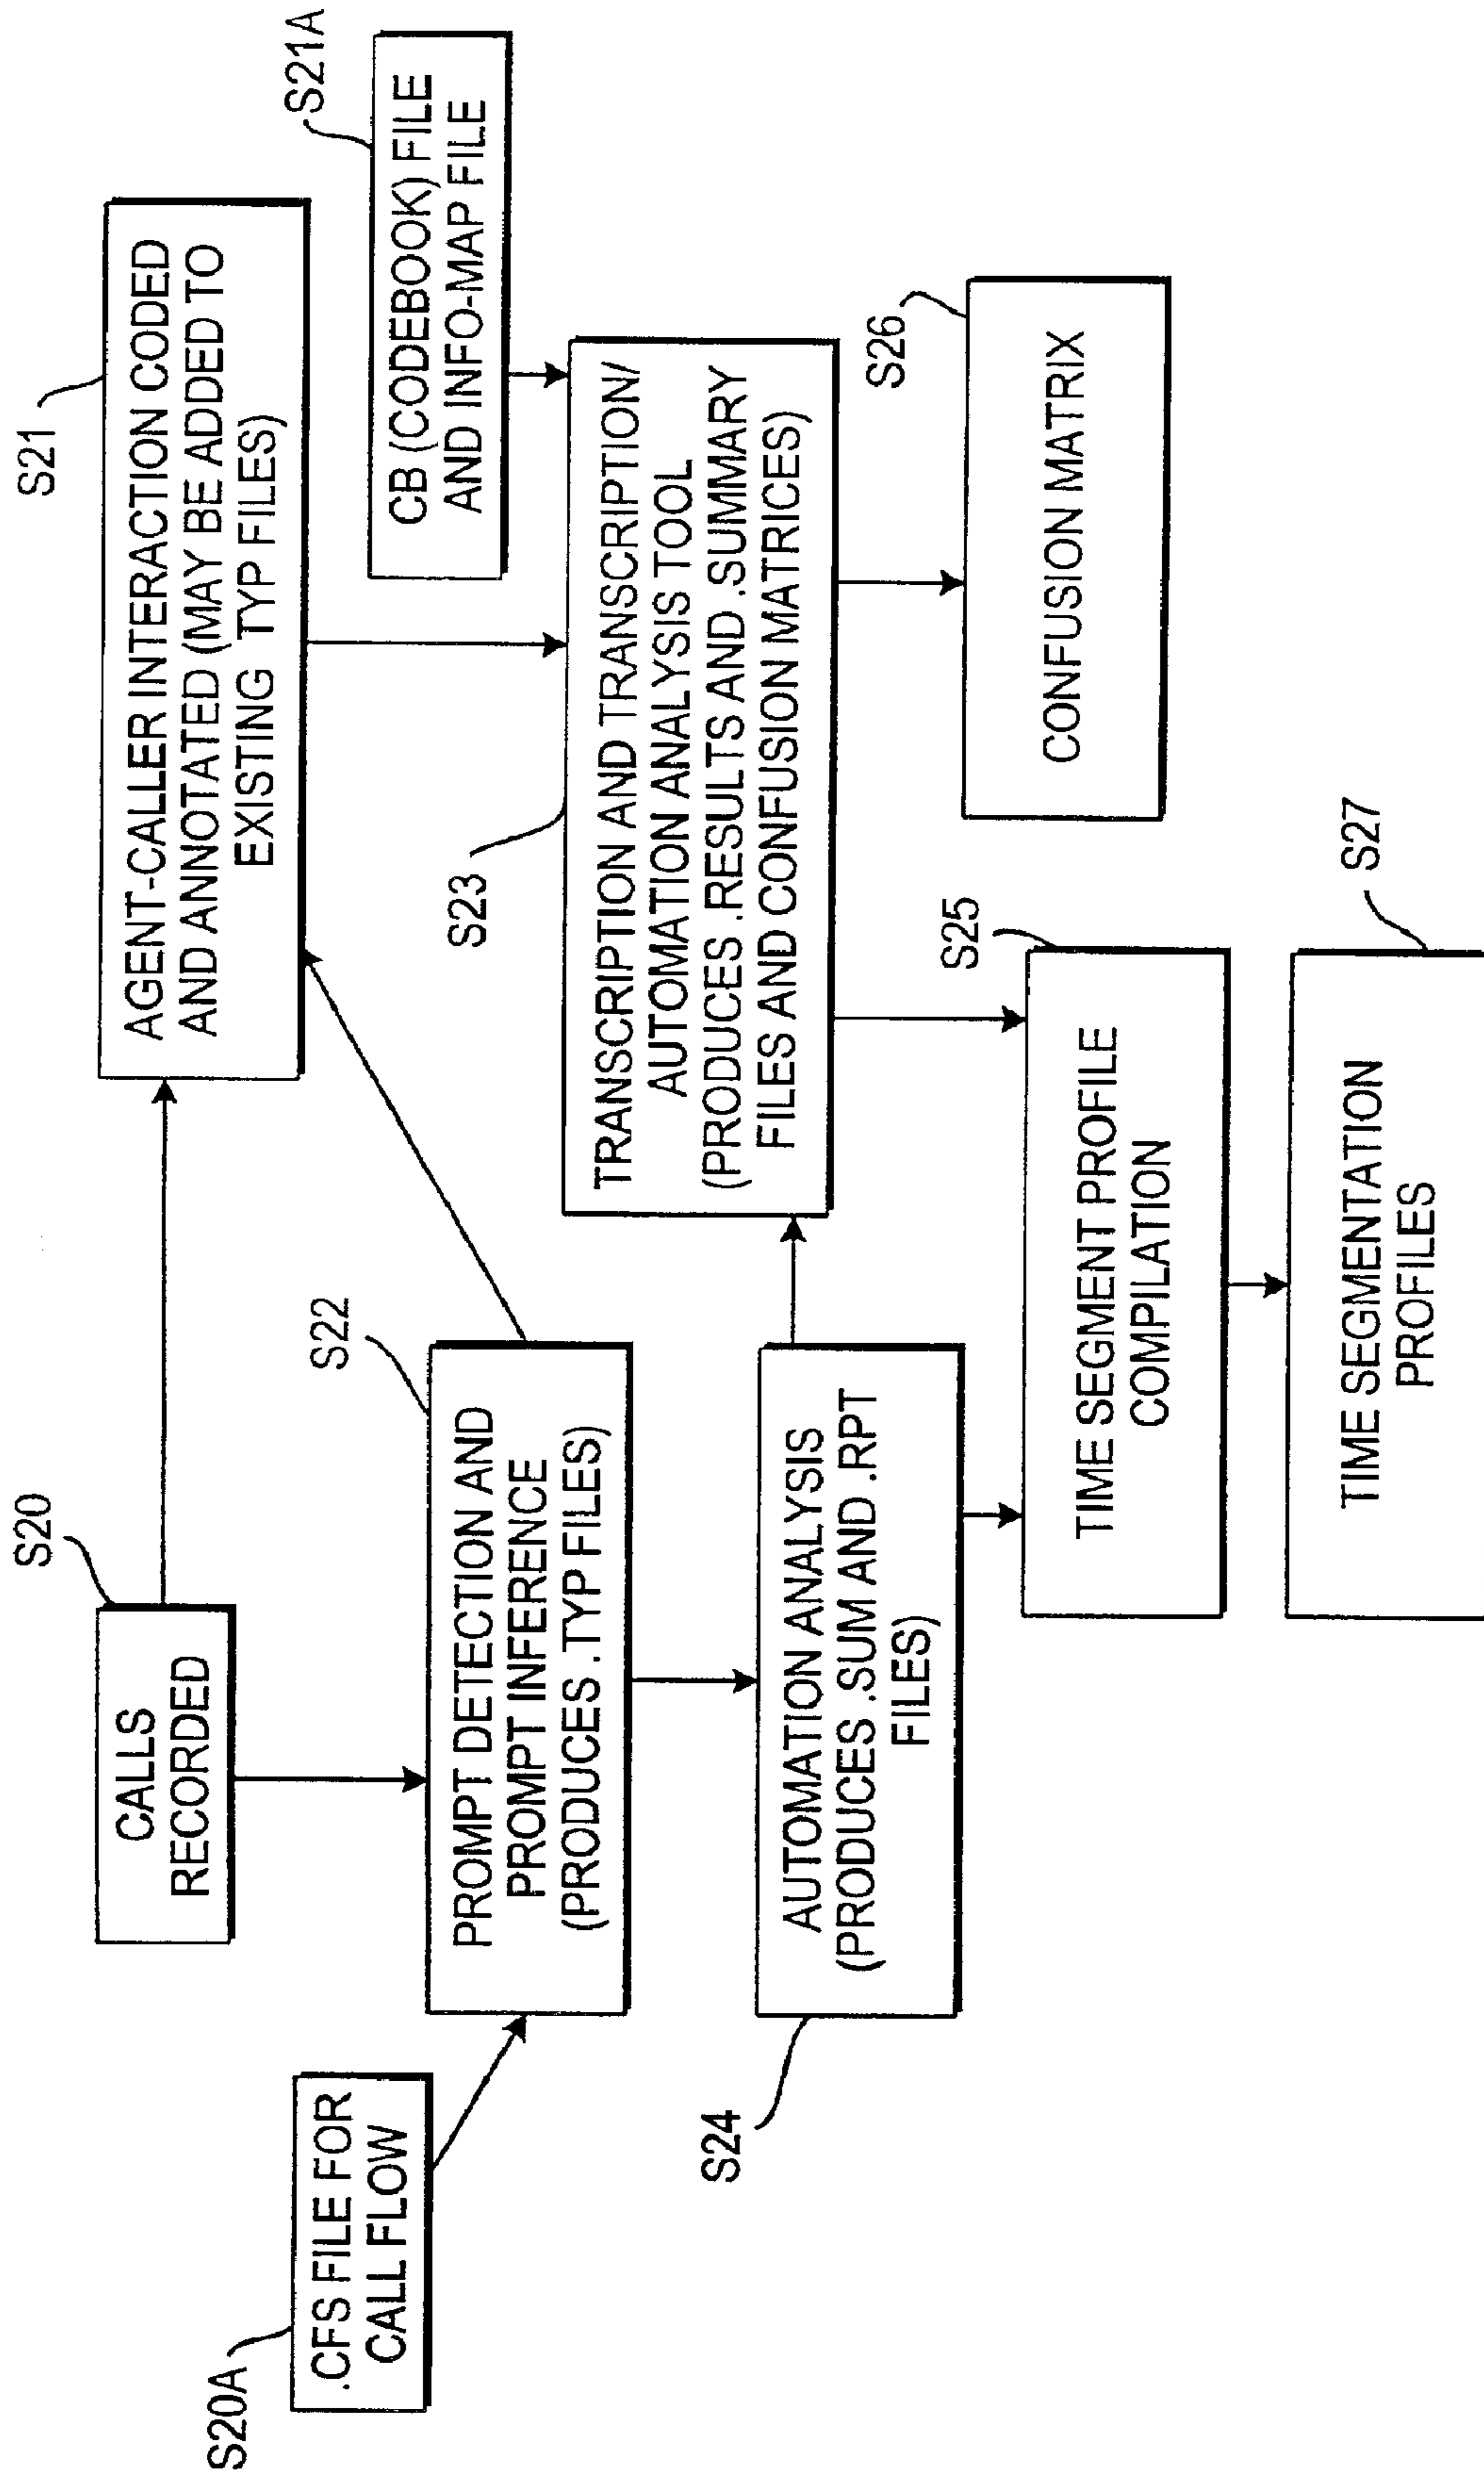 S20
CALLS
RECORDED
S20A
.CFS FILE FOR
CALL FLOW
S21
AGENT-CALLER INTERACTION CODED
AND ANNOTATED (MAY BE ADDED TO
EXISTING TYP FILES)
S21A
CB (CODEBOOK) FILE
AND INFO-MAP FILE
S22
PROMPT DETECTION AND
PROMPT INFERENCE
(PRODUCES .TYP FILES)
S23
TRANSCRIPTION AND TRANSCRIPTION/
AUTOMATION ANALYSIS TOOL
(PRODUCES .RESULTS AND .SUMMARY
FILES AND CONFUSION MATRICES)
S24
AUTOMATION ANALYSIS
(PRODUCES .SUM AND .RPT
FILES)
S25
TIME SEGMENT PROFILE
COMPILATION
S26
CONFUSION MATRIX
S27
TIME SEGMENTATION
PROFILES